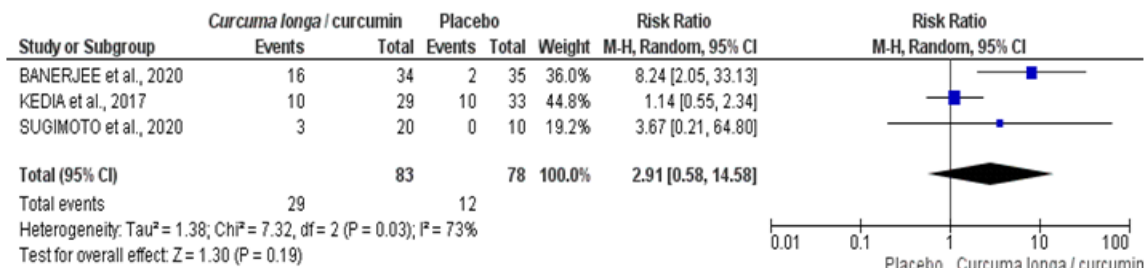 Curcuma longa / curcumin Placebo Risk Ratio Risk Ratio
Study or Subgroup Events Total Events Total Weight M-H, Random, 95% CI M-H, Random, 95% CI
BANERJEE et al., 2020 16 34 2 35 36.0% 8.24 [2.05, 33.13]
KEDIA et al., 2017 10 29 10 33 44.8% 1.14 [0.55, 2.34]
SUGIMOTO et al., 2020 3 20 0 10 19.2% 3.67 [0.21, 64.80]
Total (95% CI) 83 78 100.0% 2.91 [0.58, 14.58]
Total events 29 12
Heterogeneity: Tau² = 1.38; Chi² = 7.32, df = 2 (P = 0.03); I² = 73%
Test for overall effect: Z = 1.30 (P = 0.19)
0.01 0.1 1 10 100
Placebo Curcuma longa / curcumin